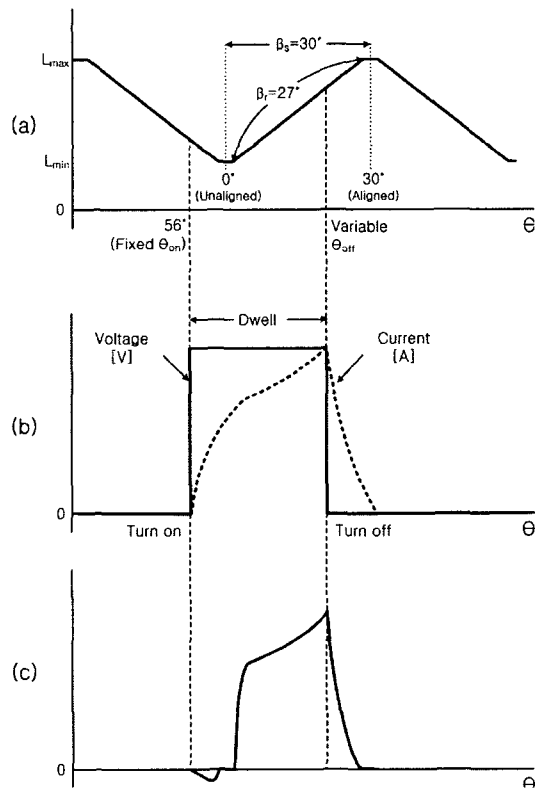 βs=30°
Lmax
βr=27°
(a)
Lmin
0°
(Unaligned)
30°
(Aligned)
0
56°
(Fixed Θon)
Variable
Θoff
Θ
Dwell
Voltage
[V]
Current
[A]
(b)
0
Turn on
Turn off
Θ
(c)
0
Θ